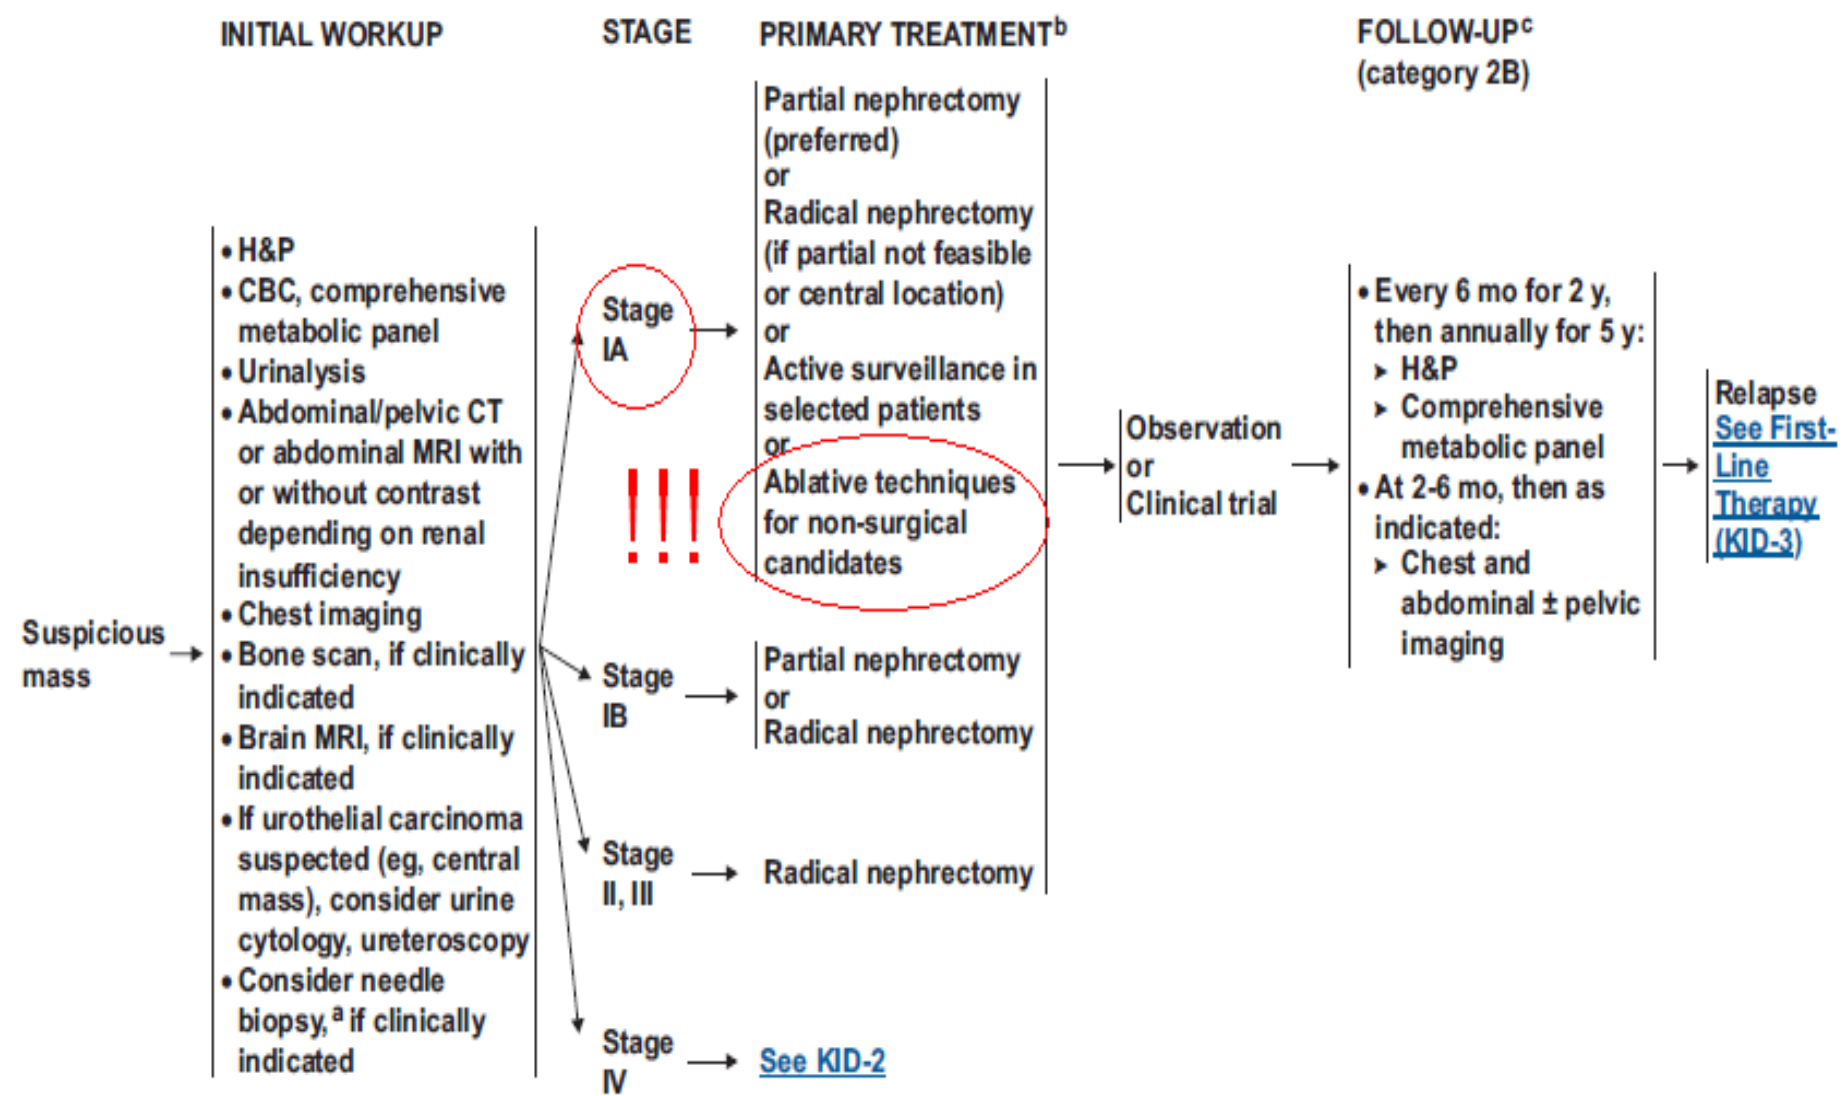 INITIAL WORKUP
STAGE
PRIMARY TREATMENTb
FOLLOW-UPc
(category 2B)
Suspicious
mass
• H&P
• CBC, comprehensive
metabolic panel
• Urinalysis
• Abdominal/pelvic CT
or abdominal MRI with
or without contrast
depending on renal
insufficiency
• Chest imaging
• Bone scan, if clinically
indicated
• Brain MRI, if clinically
indicated
• If urothelial carcinoma
suspected (eg, central
mass), consider urine
cytology, ureteroscopy
• Consider needle
biopsy,a if clinically
indicated
Stage
IA
Partial nephrectomy
(preferred)
or
Radical nephrectomy
(if partial not feasible
or central location)
or
Active surveillance in
selected patients
or
Ablative techniques
for non-surgical
candidates
!!!
Stage
IB
Partial nephrectomy
or
Radical nephrectomy
Stage
II, III
Radical nephrectomy
Stage
IV
See KID-2
Observation
or
Clinical trial
• Every 6 mo for 2 y,
then annually for 5 y:
➤ H&P
➤ Comprehensive
metabolic panel
• At 2-6 mo, then as
indicated:
➤ Chest and
abdominal ± pelvic
imaging
Relapse
See First-
Line
Therapy
(KID-3)